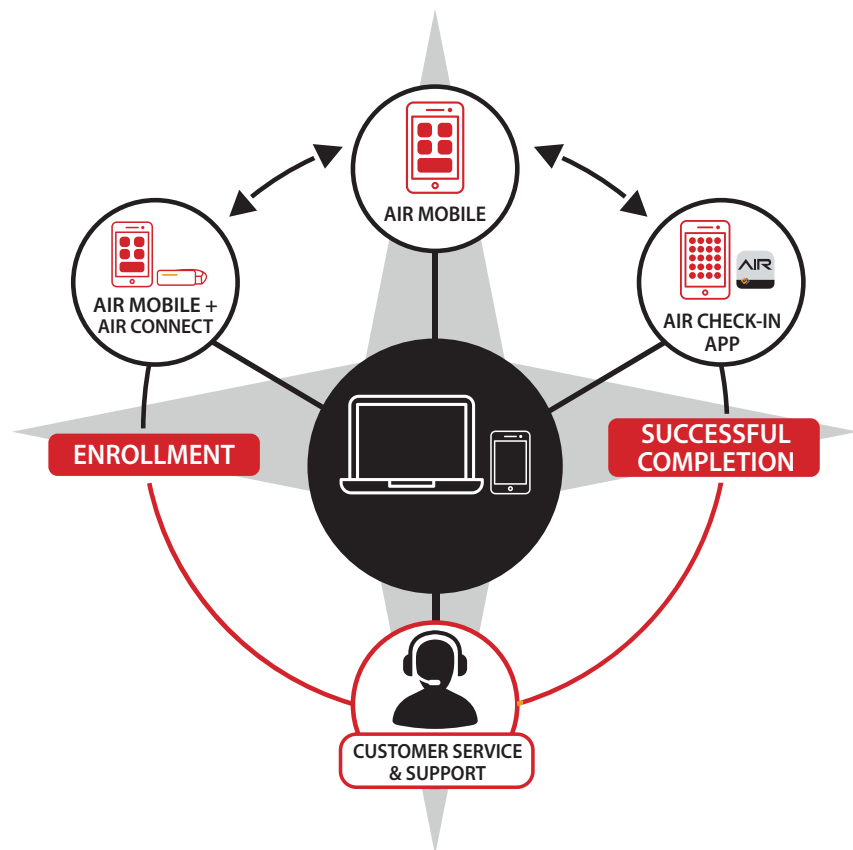 AIR MOBILE
AIR MOBILE +
AIR CONNECT
AIR
AIR CHECK-IN
APP
ENROLLMENT
SUCCESSFUL
COMPLETION
CUSTOMER SERVICE
& SUPPORT